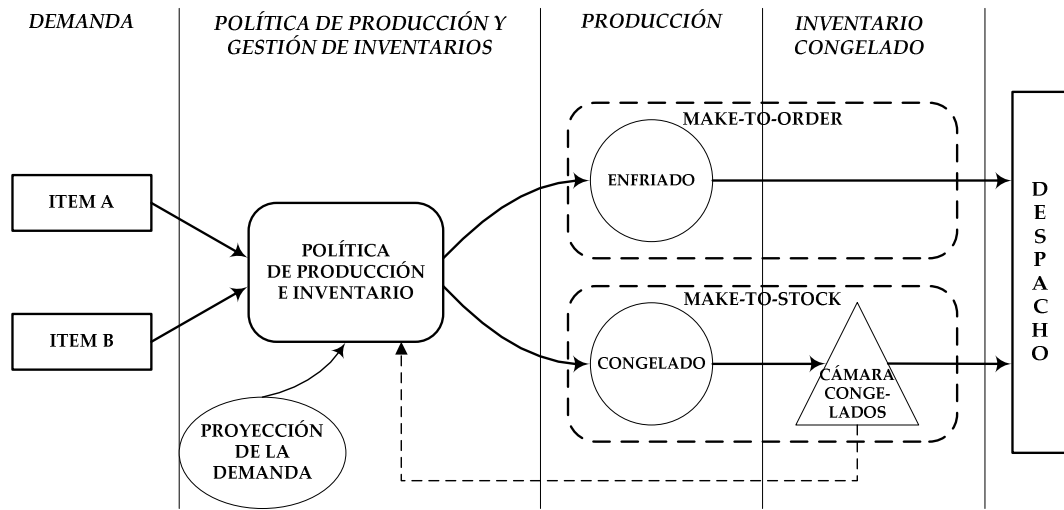 DEMANDA
POLÍTICA DE PRODUCCIÓN Y
GESTIÓN DE INVENTARIOS
PRODUCCIÓN
INVENTARIO
CONGELADO
MAKE-TO-ORDER
ENFRIADO
ITEM A
POLÍTICA
DE PRODUCCIÓN
E INVENTARIO
MAKE-TO-STOCK
ITEM B
CONGELADO
CÁMARA
CONGE-
LADOS
PROYECCIÓN
DE LA
DEMANDA
D
E
S
P
A
C
H
O